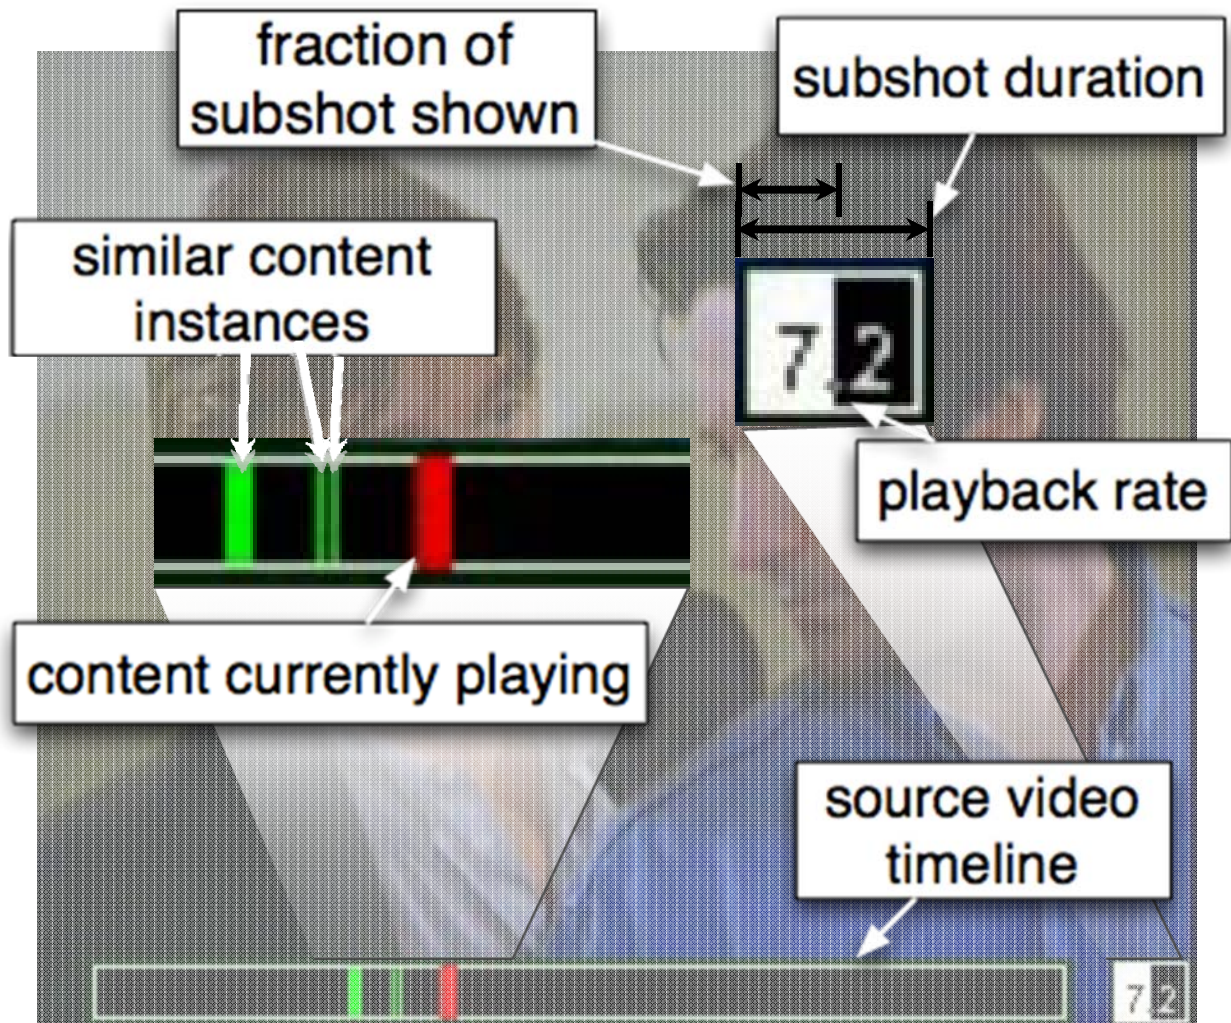 fraction of
subshot shown
subshot duration
similar content
instances
7.2
playback rate
content currently playing
source video
timeline
7.2